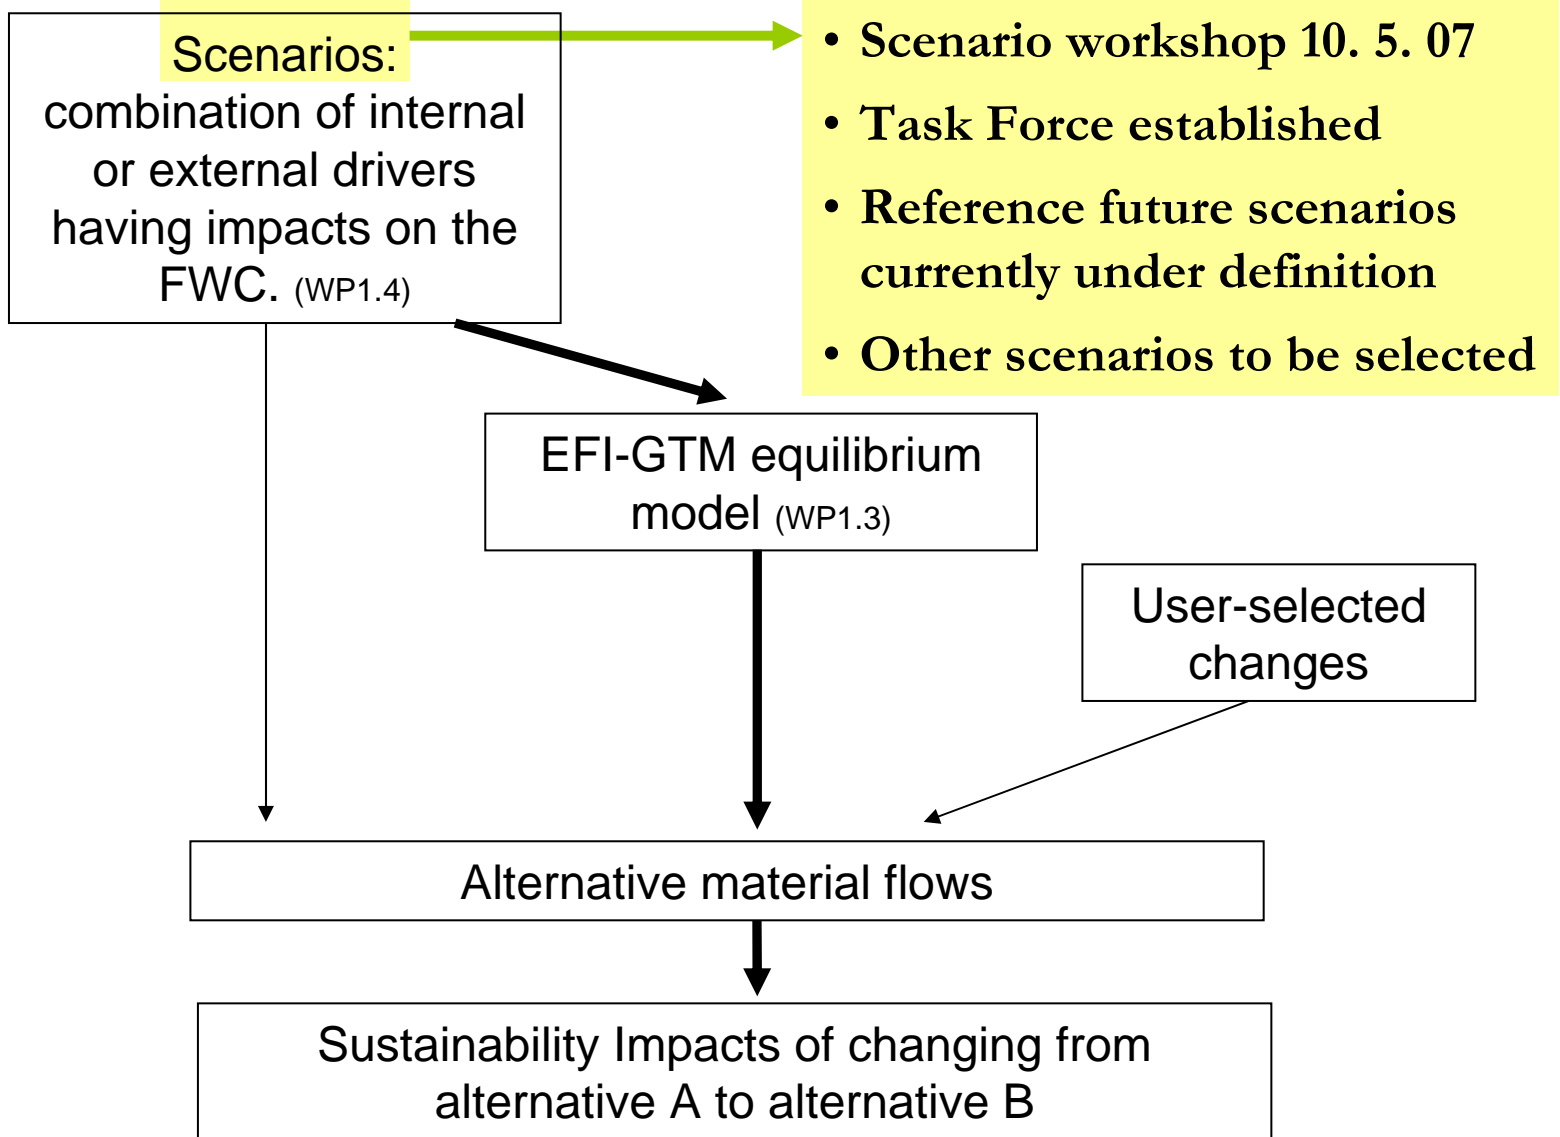 Scenarios:
combination of internal
or external drivers
having impacts on the
FWC. (WP1.4)
• Scenario workshop 10. 5. 07
• Task Force established
• Reference future scenarios
currently under definition
• Other scenarios to be selected
EFI-GTM equilibrium
model (WP1.3)
User-selected
changes
Alternative material flows
Sustainability Impacts of changing from
alternative A to alternative B